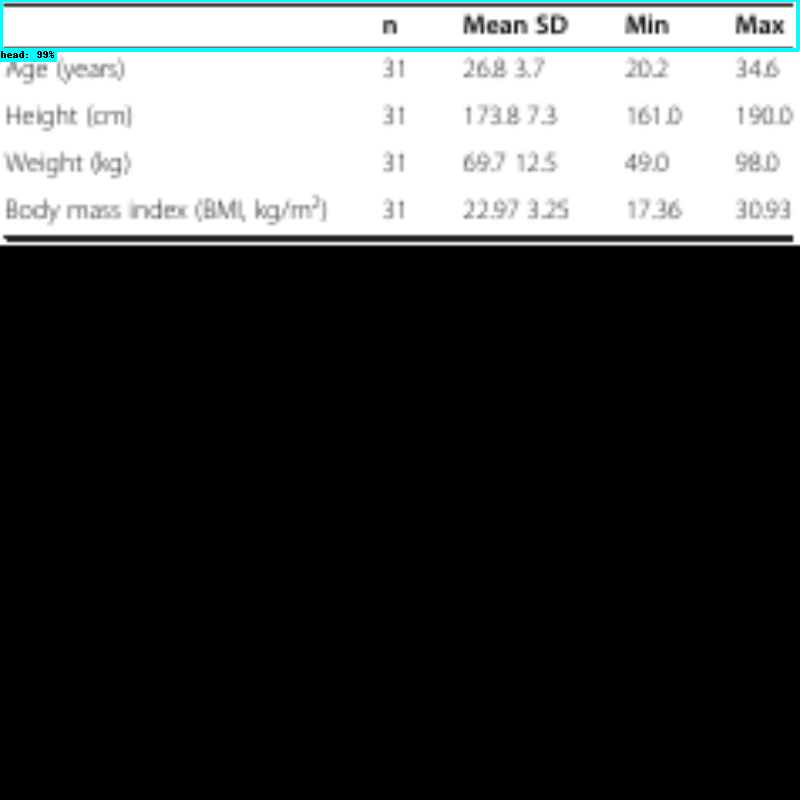 n Mean SD Min Max
head: 99%
Age (years) 31 26.8 3.7 20.2 34.6
Height (cm) 31 173.8 7.3 161.0 190.0
Weight (kg) 31 69.7 12.5 49.0 98.0
Body mass index (BMI, kg/m²) 31 22.97 3.25 17.36 30.93